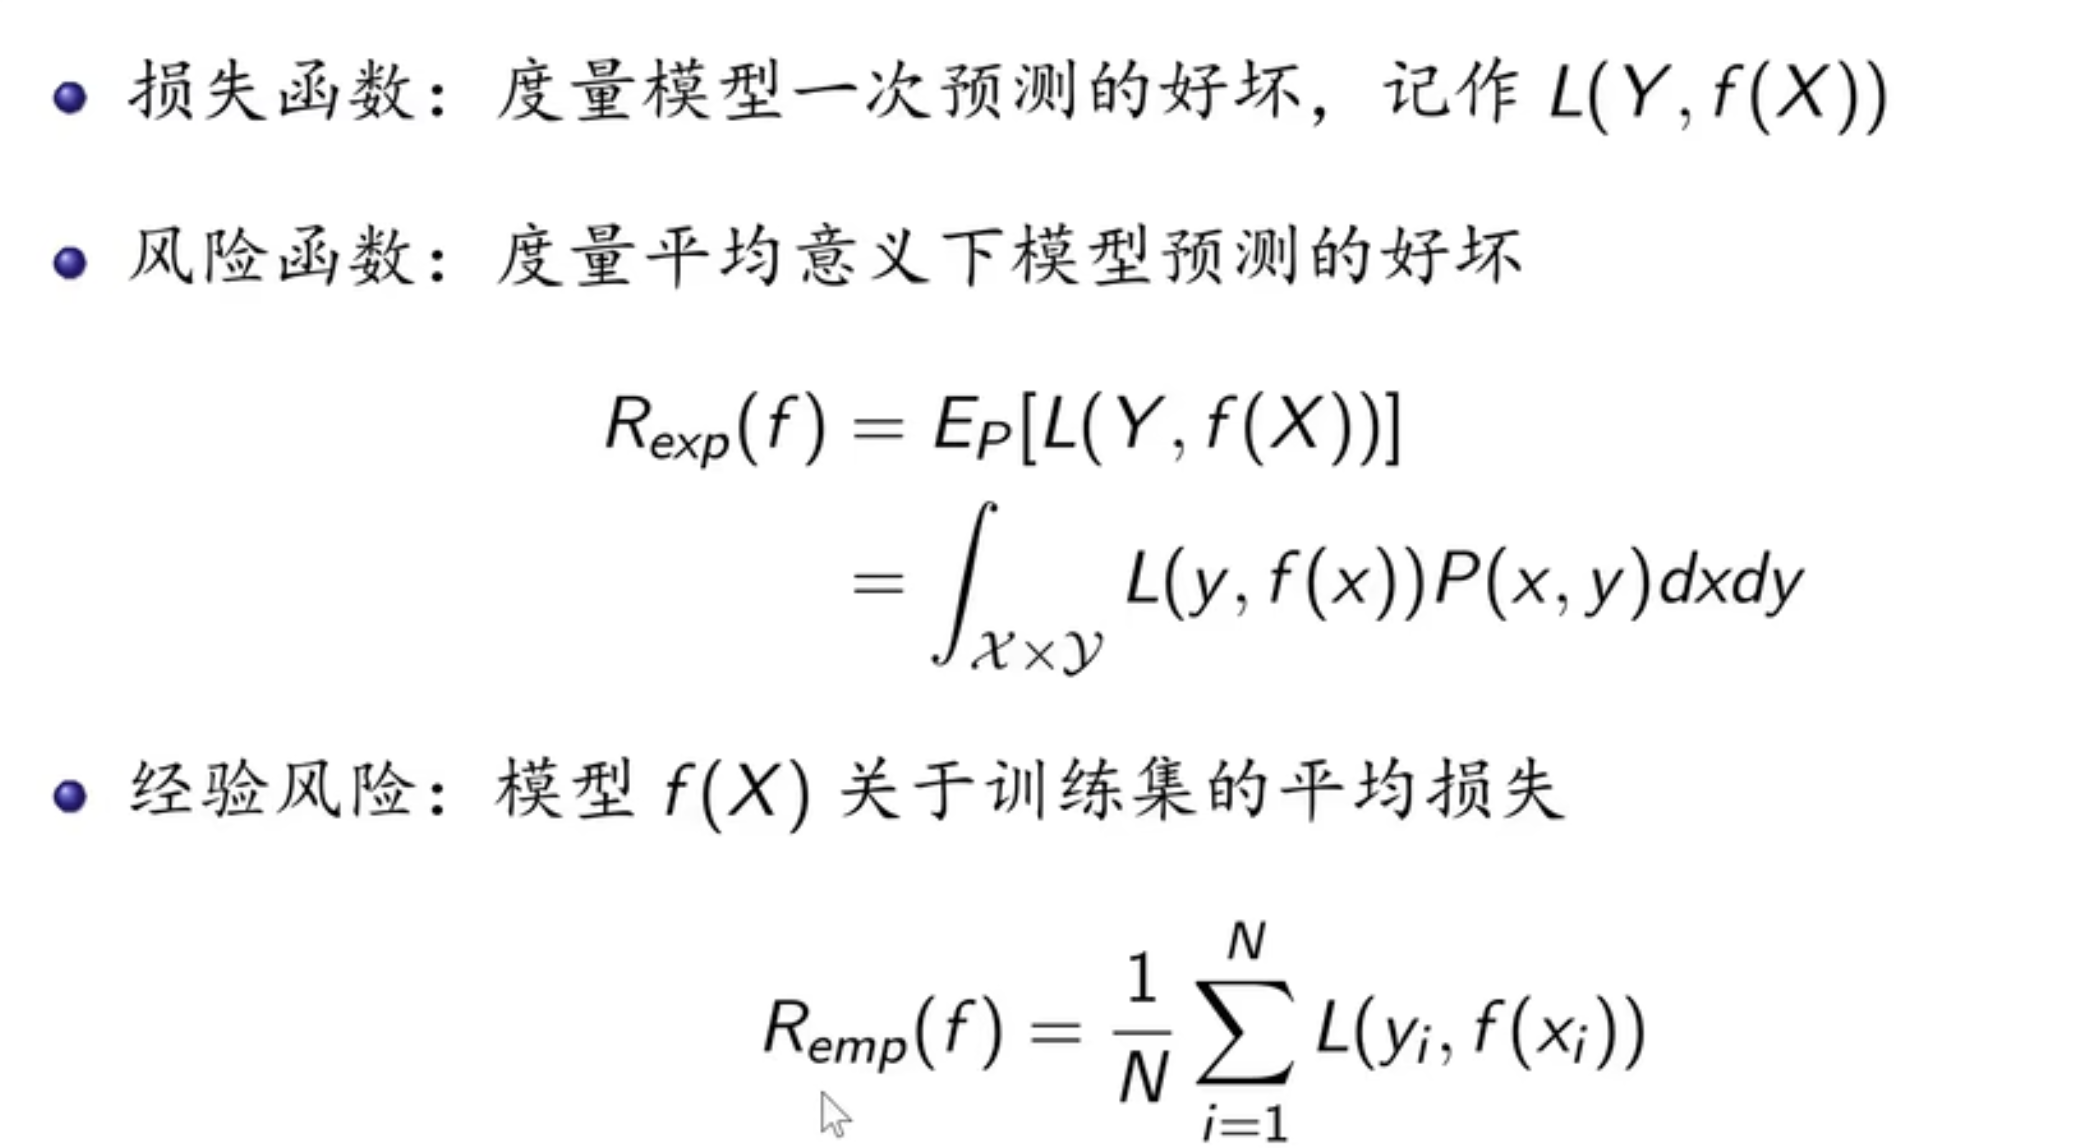 损失函数：度量模型一次预测的好坏，记作 L(Y, f(X))
风险函数：度量平均意义下模型预测的好坏
R_{exp}(f) = E_P[L(Y, f(X))]
= \int_{\mathcal{X}×\mathcal{Y}} L(y, f(x))P(x, y)dxdy
经验风险：模型 f(X) 关于训练集的平均损失
R_{emp}(f) = \frac{1}{N} \sum_{i=1}^{N} L(y_i, f(x_i))